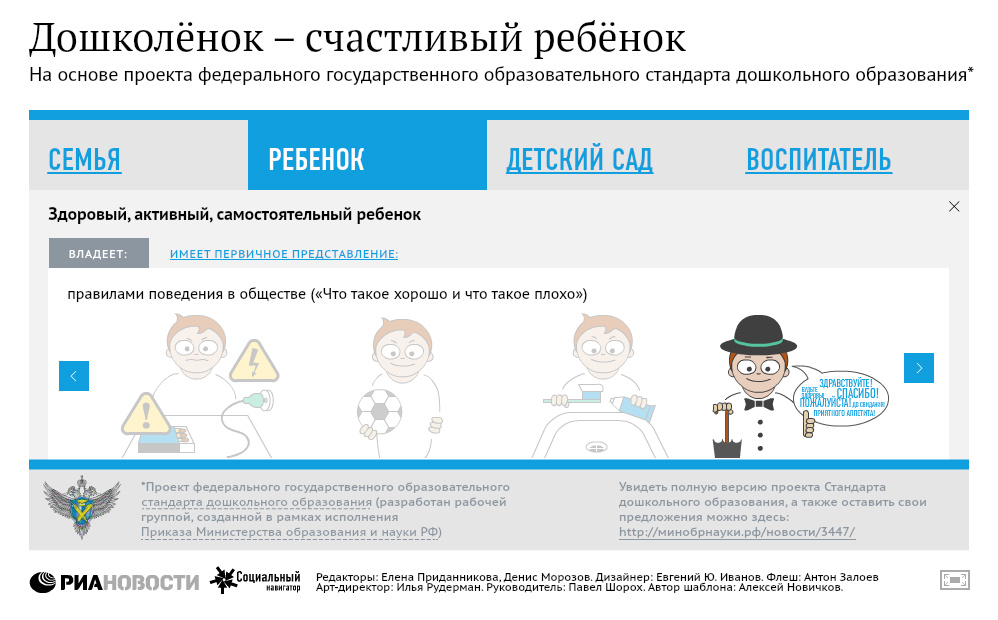 Дошколёнок – счастливый ребёнок
На основе проекта федерального государственного образовательного стандарта дошкольного образования*
СЕМЬЯ
РЕБЕНОК
ДЕТСКИЙ САД
ВОСПИТАТЕЛЬ
Здоровый, активный, самостоятельный ребенок
ВЛАДЕЕТ:
ИМЕЕТ ПЕРВИЧНОЕ ПРЕДСТАВЛЕНИЕ:
правилами поведения в обществе («Что такое хорошо и что такое плохо»)
ЗДРАВСТВУЙТЕ!
БУДЬТЕ
ЗДОРОВЫ!
СПАСИБО!
ПОЖАЛУЙСТА!
ДО СВИДАНИЯ!
ПРИЯТНОГО АППЕТИТА!
*Проект федерального государственного образовательного
стандарта дошкольного образования (разработан рабочей
группой, созданной в рамках исполнения
Приказа Министерства образования и науки РФ)
Увидеть полную версию проекта Стандарта
дошкольного образования, а также оставить свои
предложения можно здесь:
http://минобрнауки.рф/новости/3447/
РИАНОВОСТИ
Социальный
навигатор
Редакторы: Елена Приданникова, Денис Морозов. Дизайнер: Евгений Ю. Иванов. Флеш: Антон Залоев
Арт-директор: Илья Рудерман. Руководитель: Павел Шорох. Автор шаблона: Алексей Новичков.